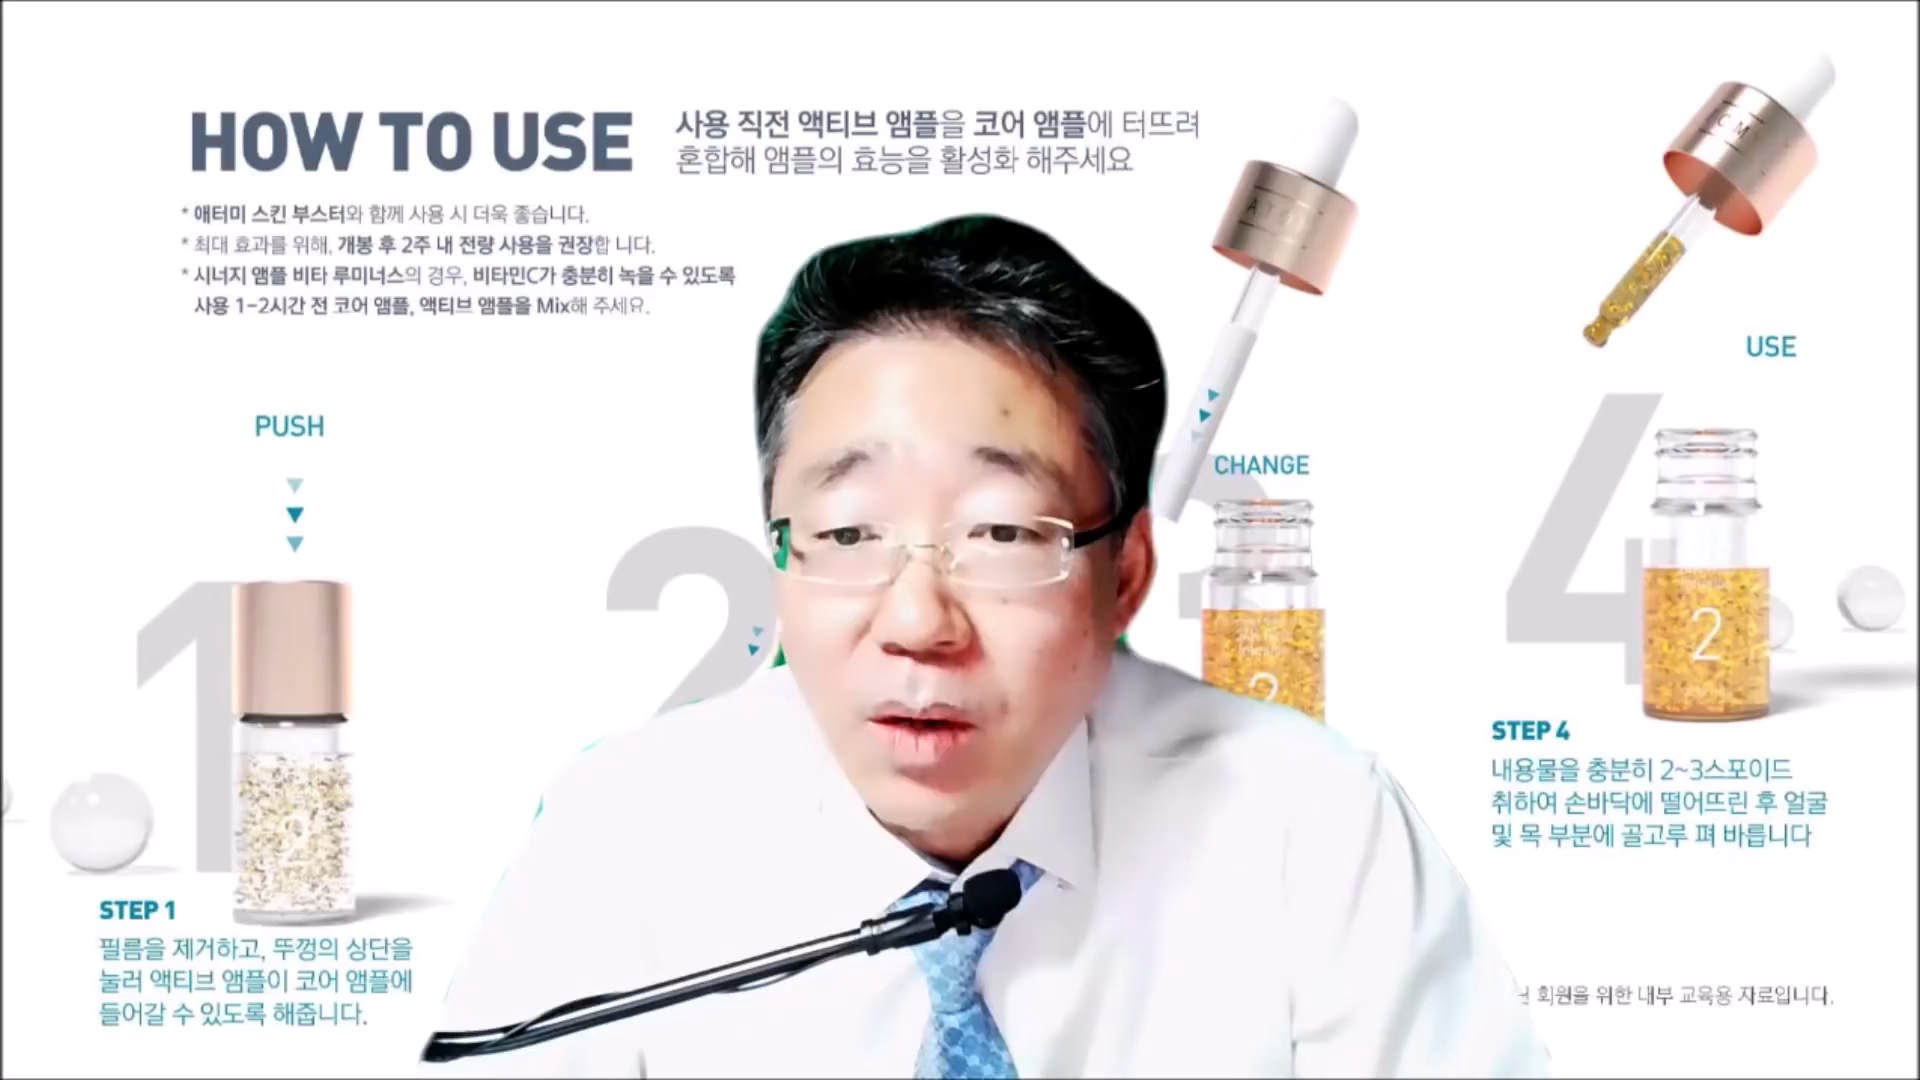 HOW TO USE
사용 직전 액티브 앰플을 코어 앰플에 터뜨려
혼합해 앰플의 효능을 활성화 해주세요
* 애터미 스킨 부스터와 함께 사용 시 더욱 좋습니다.
* 최대 효과를 위해, 개봉 후 2주 내 전량 사용을 권장합 니다.
* 시너지 앰플 비타 루미너스의 경우, 비타민C가 충분히 녹을 수 있도록
사용 1-2시간 전 코어 앰플, 액티브 앰플을 Mix해 주세요.
PUSH
1
STEP 1
필름을 제거하고, 뚜껑의 상단을
눌러 액티브 앰플이 코어 앰플에
들어갈 수 있도록 해줍니다.
2
CHANGE
3
2
USE
4
2
STEP 4
내용물을 충분히 2~3스포이드
취하여 손바닥에 떨어뜨린 후 얼굴
및 목 부분에 골고루 펴 바릅니다
회원을 위한 내부 교육용 자료입니다.